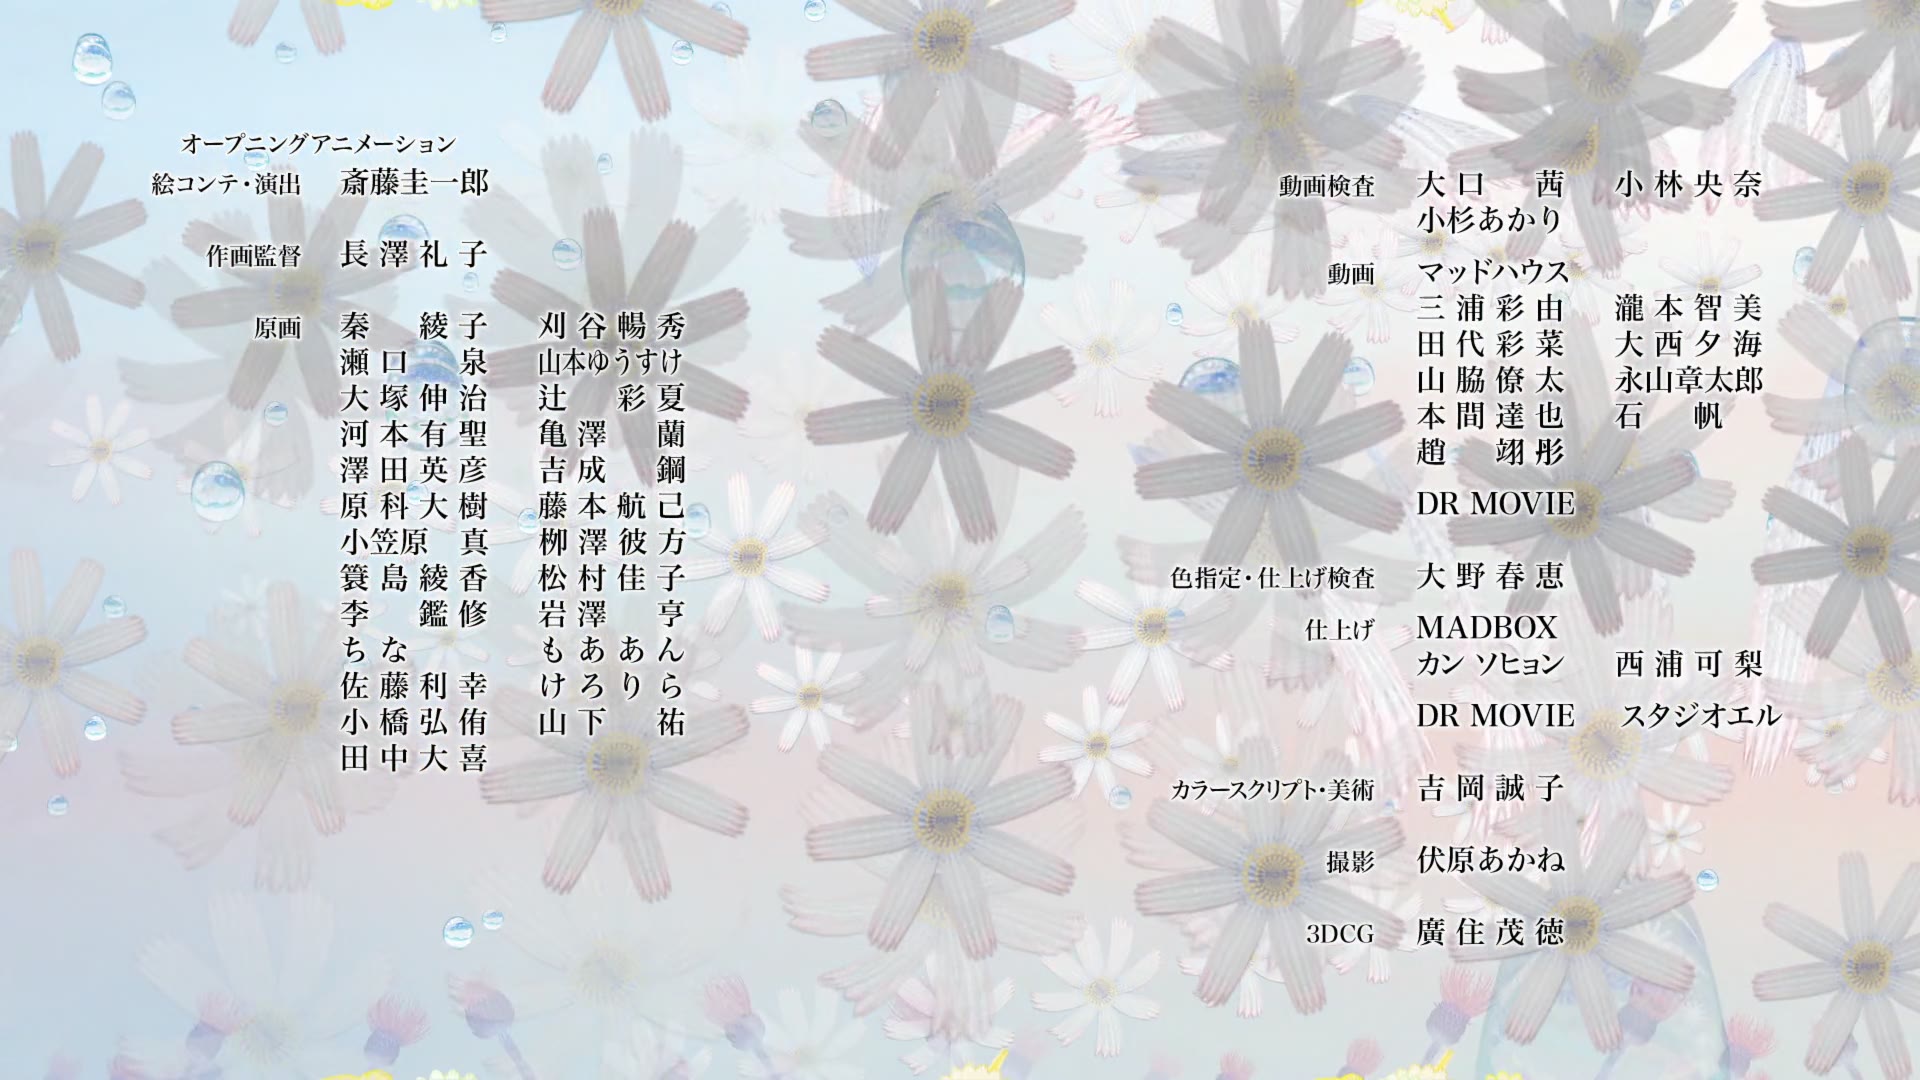 オープニングアニメーション
絵コンテ・演出 斎藤圭一郎
作画監督 長澤礼子
原画 秦 綾子 刈谷暢秀
瀬口 泉 山本ゆうすけ
大塚伸治 辻 彩夏
河本有聖 亀澤 蘭
澤田英彦 吉成 鋼
原科大樹 藤本航己
小笠原 真 栁澤彼方
簑島綾香 松村佳子
李 鑑修 岩澤 亨
ちな もああん
佐藤利幸 けろりら
小橋弘侑 山下 祐
田中大喜
動画検査 大口 茜 小林央奈
小杉あかり
動画 マッドハウス
三浦彩由 瀧本智美
田代彩菜 大西夕海
山脇僚太 永山章太郎
本間達也 石 帆
趙 翊彤
DR MOVIE
色指定・仕上げ検査 大野春恵
仕上げ MADBOX
カン ソヒョン 西浦可梨
DR MOVIE スタジオエル
カラースクリプト・美術 吉岡誠子
撮影 伏原あかね
3DCG 廣住茂徳